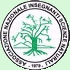 ASSOCIAZIONE NAZIONALE INSEGNANTI SCIENZE NATURALI
- 1979 -